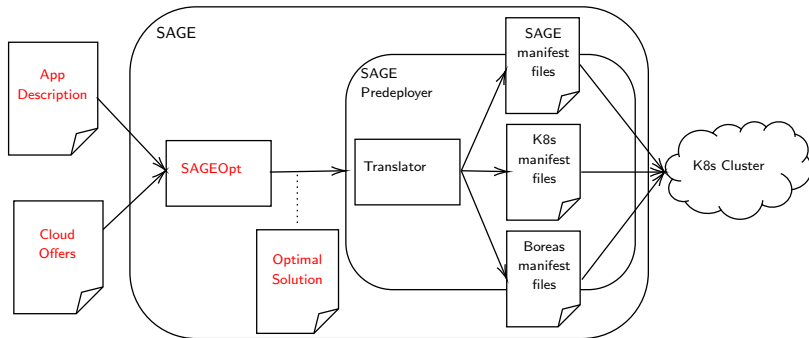 SAGE
App
Description
Cloud
Offers
SAGEOpt
Optimal
Solution
SAGE
Predeployer
Translator
SAGE
manifest
files
K8s
manifest
files
Boreas
manifest
files
K8s Cluster